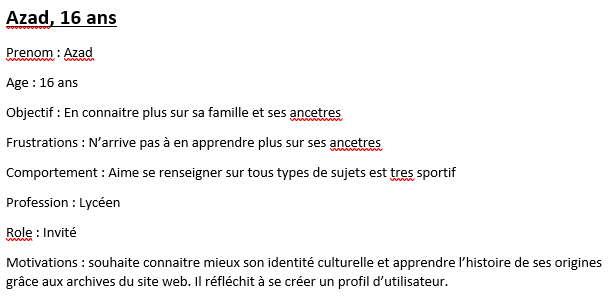 Azad, 16 ans
Prenom : Azad
Age : 16 ans
Objectif : En connaitre plus sur sa famille et ses ancetres
Frustrations : N’arrive pas à en apprendre plus sur ses ancetres
Comportement : Aime se renseigner sur tous types de sujets est tres sportif
Profession : Lycéen
Role : Invité
Motivations : souhaite connaitre mieux son identité culturelle et apprendre l’histoire de ses origines
grâce aux archives du site web. Il réfléchit à se créer un profil d’utilisateur.